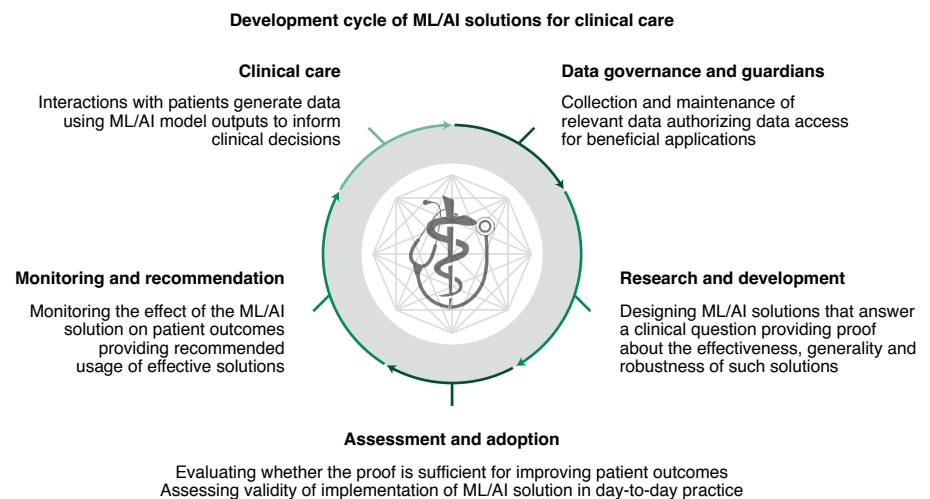 Development cycle of ML/AI solutions for clinical care
Clinical care
Interactions with patients generate data
using ML/AI model outputs to inform
clinical decisions
Data governance and guardians
Collection and maintenance of
relevant data authorizing data access
for beneficial applications
Monitoring and recommendation
Monitoring the effect of the ML/AI
solution on patient outcomes
providing recommended
usage of effective solutions
Research and development
Designing ML/AI solutions that answer
a clinical question providing proof
about the effectiveness, generality and
robustness of such solutions
Assessment and adoption
Evaluating whether the proof is sufficient for improving patient outcomes
Assessing validity of implementation of ML/AI solution in day-to-day practice